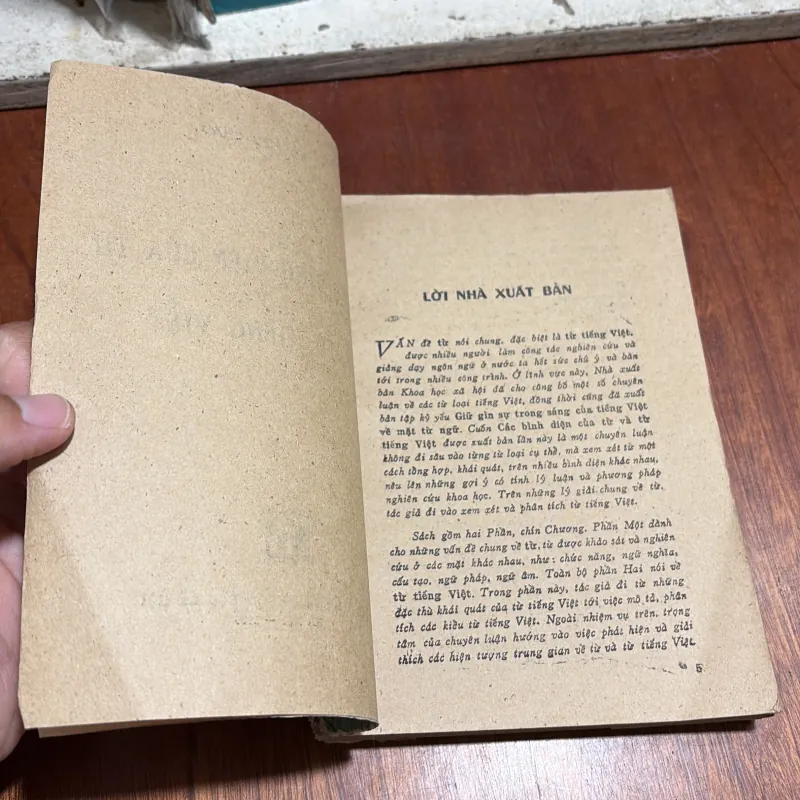 LỜI NHÀ XUẤT BẢN
VẤN đề từ nói chung, đặc biệt là từ tiếng Việt,
được nhiều người làm công tác nghiên cứu và
giảng dạy ngôn ngữ ở nước ta hết sức chú ý và bàn
tới trong nhiều công trình. Ở lĩnh vực này, Nhà xuất
bản Khoa học xã hội đã cho công bố một số chuyên
luận về các từ loại tiếng Việt, đồng thời cũng đã xuất
bản tập kỷ yếu Giữ gìn sự trong sáng của tiếng Việt
về mặt từ ngữ. Cuốn Các bình diện của từ và từ
tiếng Việt được xuất bản lần này là một chuyên luận
không đi sâu vào từng từ loại cụ thể, mà xem xét từ một
cách tổng hợp, khái quát, trên nhiều bình diện khác nhau,
nêu lên những gợi ý có tính lý luận và phương pháp
nghiên cứu khoa học. Trên những lý giải chung về từ,
tác giả đi vào xem xét và phân tích từ tiếng Việt.
Sách gồm hai Phần, chín Chương. Phần Một dành
cho những vấn đề chung về từ, từ được khảo sát và nghiên
cứu ở các mặt khác nhau, như: chức năng, ngữ nghĩa,
cấu tạo, ngữ pháp, ngữ âm. Toàn bộ phần Hai nói về
từ tiếng Việt. Trong phần này, tác giả đi từ những
đặc thù khái quát của từ tiếng Việt tới việc mô tả, phân
tích các kiểu từ tiếng Việt. Ngoài nhiệm vụ trên, trọng
tâm của chuyên luận hướng vào việc phát hiện và giải
thích các hiện tượng trung gian về từ và từ tiếng Việt.
5